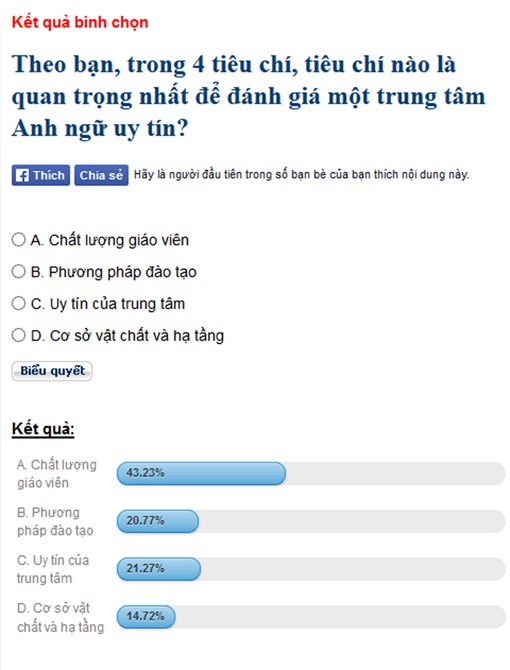 Kết quả bình chọn
Theo bạn, trong 4 tiêu chí, tiêu chí nào là
quan trọng nhất để đánh giá một trung tâm
Anh ngữ uy tín?
Thích Chia sẻ Hãy là người đầu tiên trong số bạn bè của bạn thích nội dung này.
A. Chất lượng giáo viên
B. Phương pháp đào tạo
C. Uy tín của trung tâm
D. Cơ sở vật chất và hạ tầng
Biểu quyết
Kết quả:
A. Chất lượng
giáo viên
43.23%
B. Phương
pháp đào tạo
20.77%
C. Uy tín của
trung tâm
21.27%
D. Cơ sở vật
chất và hạ tầng
14.72%